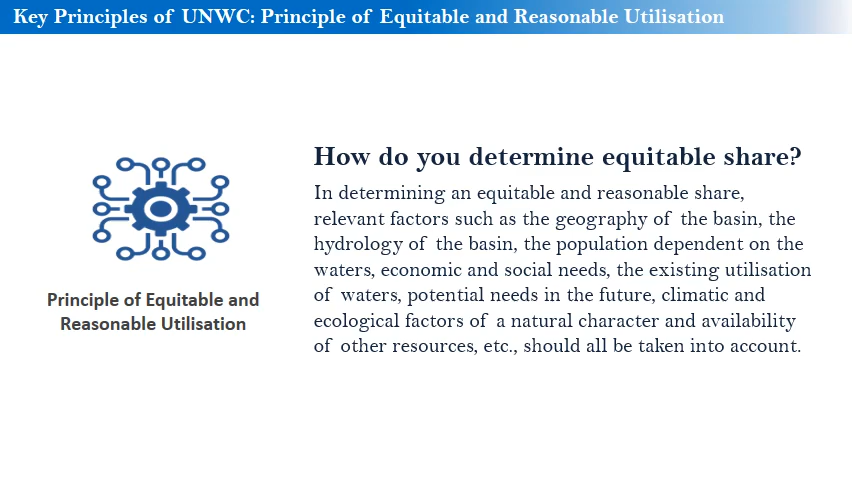 Key Principles of UNWC: Principle of Equitable and Reasonable Utilisation
Principle of Equitable and
Reasonable Utilisation
How do you determine equitable share?
In determining an equitable and reasonable share,
relevant factors such as the geography of the basin, the
hydrology of the basin, the population dependent on the
waters, economic and social needs, the existing utilisation
of waters, potential needs in the future, climatic and
ecological factors of a natural character and availability
of other resources, etc., should all be taken into account.